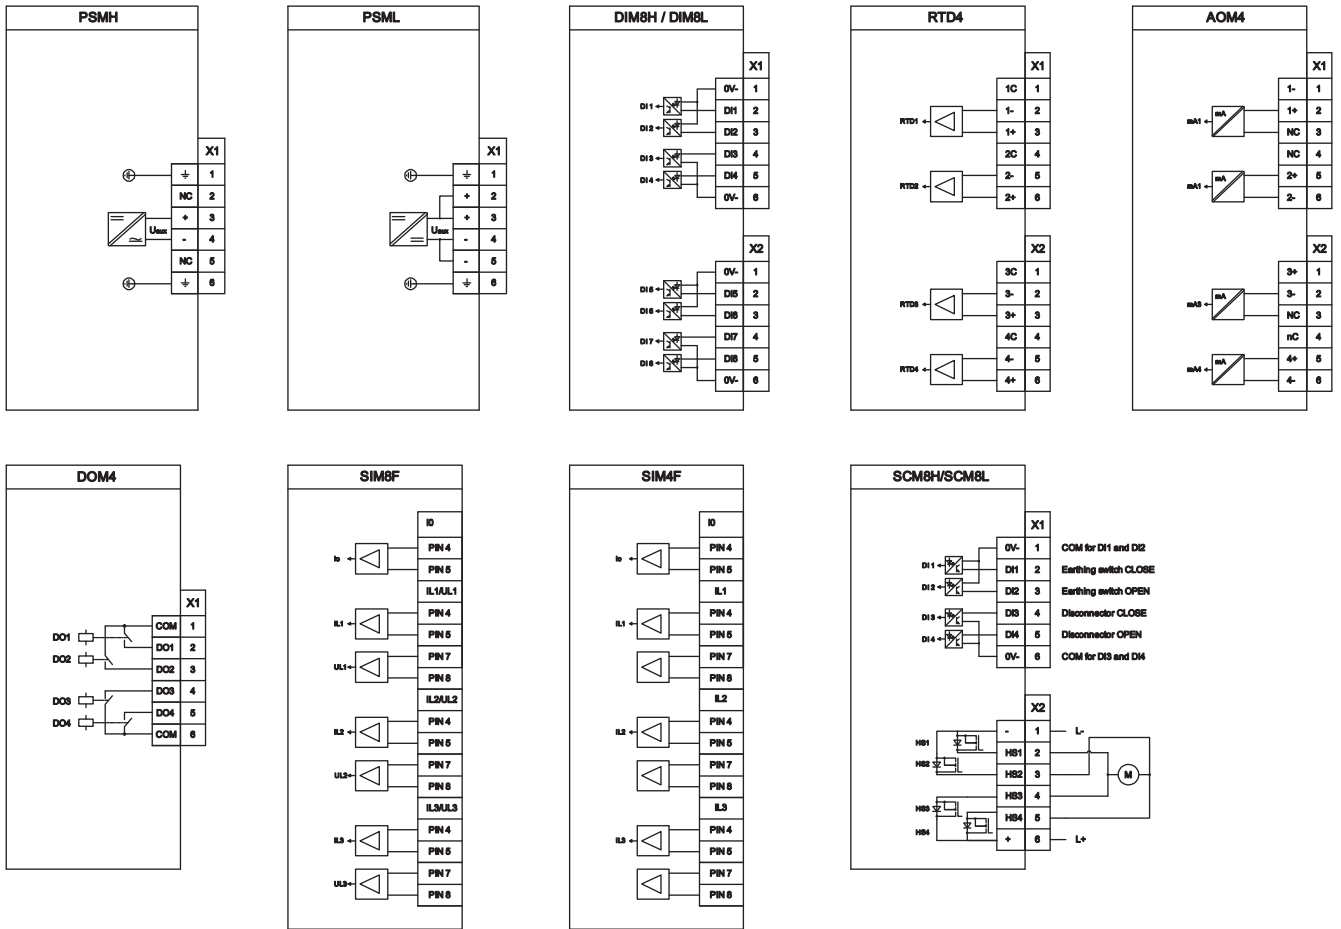 PSMH
X1
1
NC 2
+ 3
Uaux
- 4
NC 5
6
PSML
X1
1
+ 2
+ 3
Uaux
- 4
- 5
6
DIM8H / DIM8L
X1
0V- 1
DI1 DI1 2
DI2 DI2 3
DI3 DI3 4
DI4 DI4 5
0V- 6
X2
0V- 1
DI5 DI5 2
DI6 DI6 3
DI7 DI7 4
DI8 DI8 5
0V- 6
RTD4
X1
1C 1
1- 2
RTD1
1+ 3
2C 4
2- 5
RTD2
2+ 6
X2
3C 1
3- 2
RTD3
3+ 3
4C 4
4- 5
RTD4
4+ 6
AOM4
X1
1- 1
mA 1+ 2
mA1
NC 3
NC 4
mA 2+ 5
mA1
2- 6
X2
3+ 1
mA 3- 2
mA3
NC 3
nC 4
mA 4+ 5
mA4
4- 6
DOM4
X1
COM 1
DO1 DO1 2
DO2 DO2 3
DO3 DO3 4
DO4 DO4 5
COM 6
SIM8F
I0
PIN 4
Io
PIN 5
IL1/UL1
PIN 4
IL1
PIN 5
PIN 7
UL1
PIN 8
IL2/UL2
PIN 4
IL2
PIN 5
PIN 7
UL2
PIN 8
IL3/UL3
PIN 4
IL3
PIN 5
PIN 7
UL3
PIN 8
SIM4F
I0
PIN 4
Io
PIN 5
IL1
PIN 4
IL1
PIN 5
PIN 7
PIN 8
IL2
PIN 4
IL2
PIN 5
PIN 7
PIN 8
IL3
PIN 4
IL3
PIN 5
PIN 7
PIN 8
SCM8H/SCM8L
X1
0V- 1 COM for DI1 and DI2
DI1 DI1 2 Earthing switch CLOSE
DI2 DI2 3 Earthing switch OPEN
DI3 DI3 4 Disconnector CLOSE
DI4 DI4 5 Disconnector OPEN
0V- 6 COM for DI3 and DI4
X2
- 1 L-
HS1 HS1 2
HS2 HS2 3 M
HS3 HS3 4
HS4 HS4 5
+ 6 L+